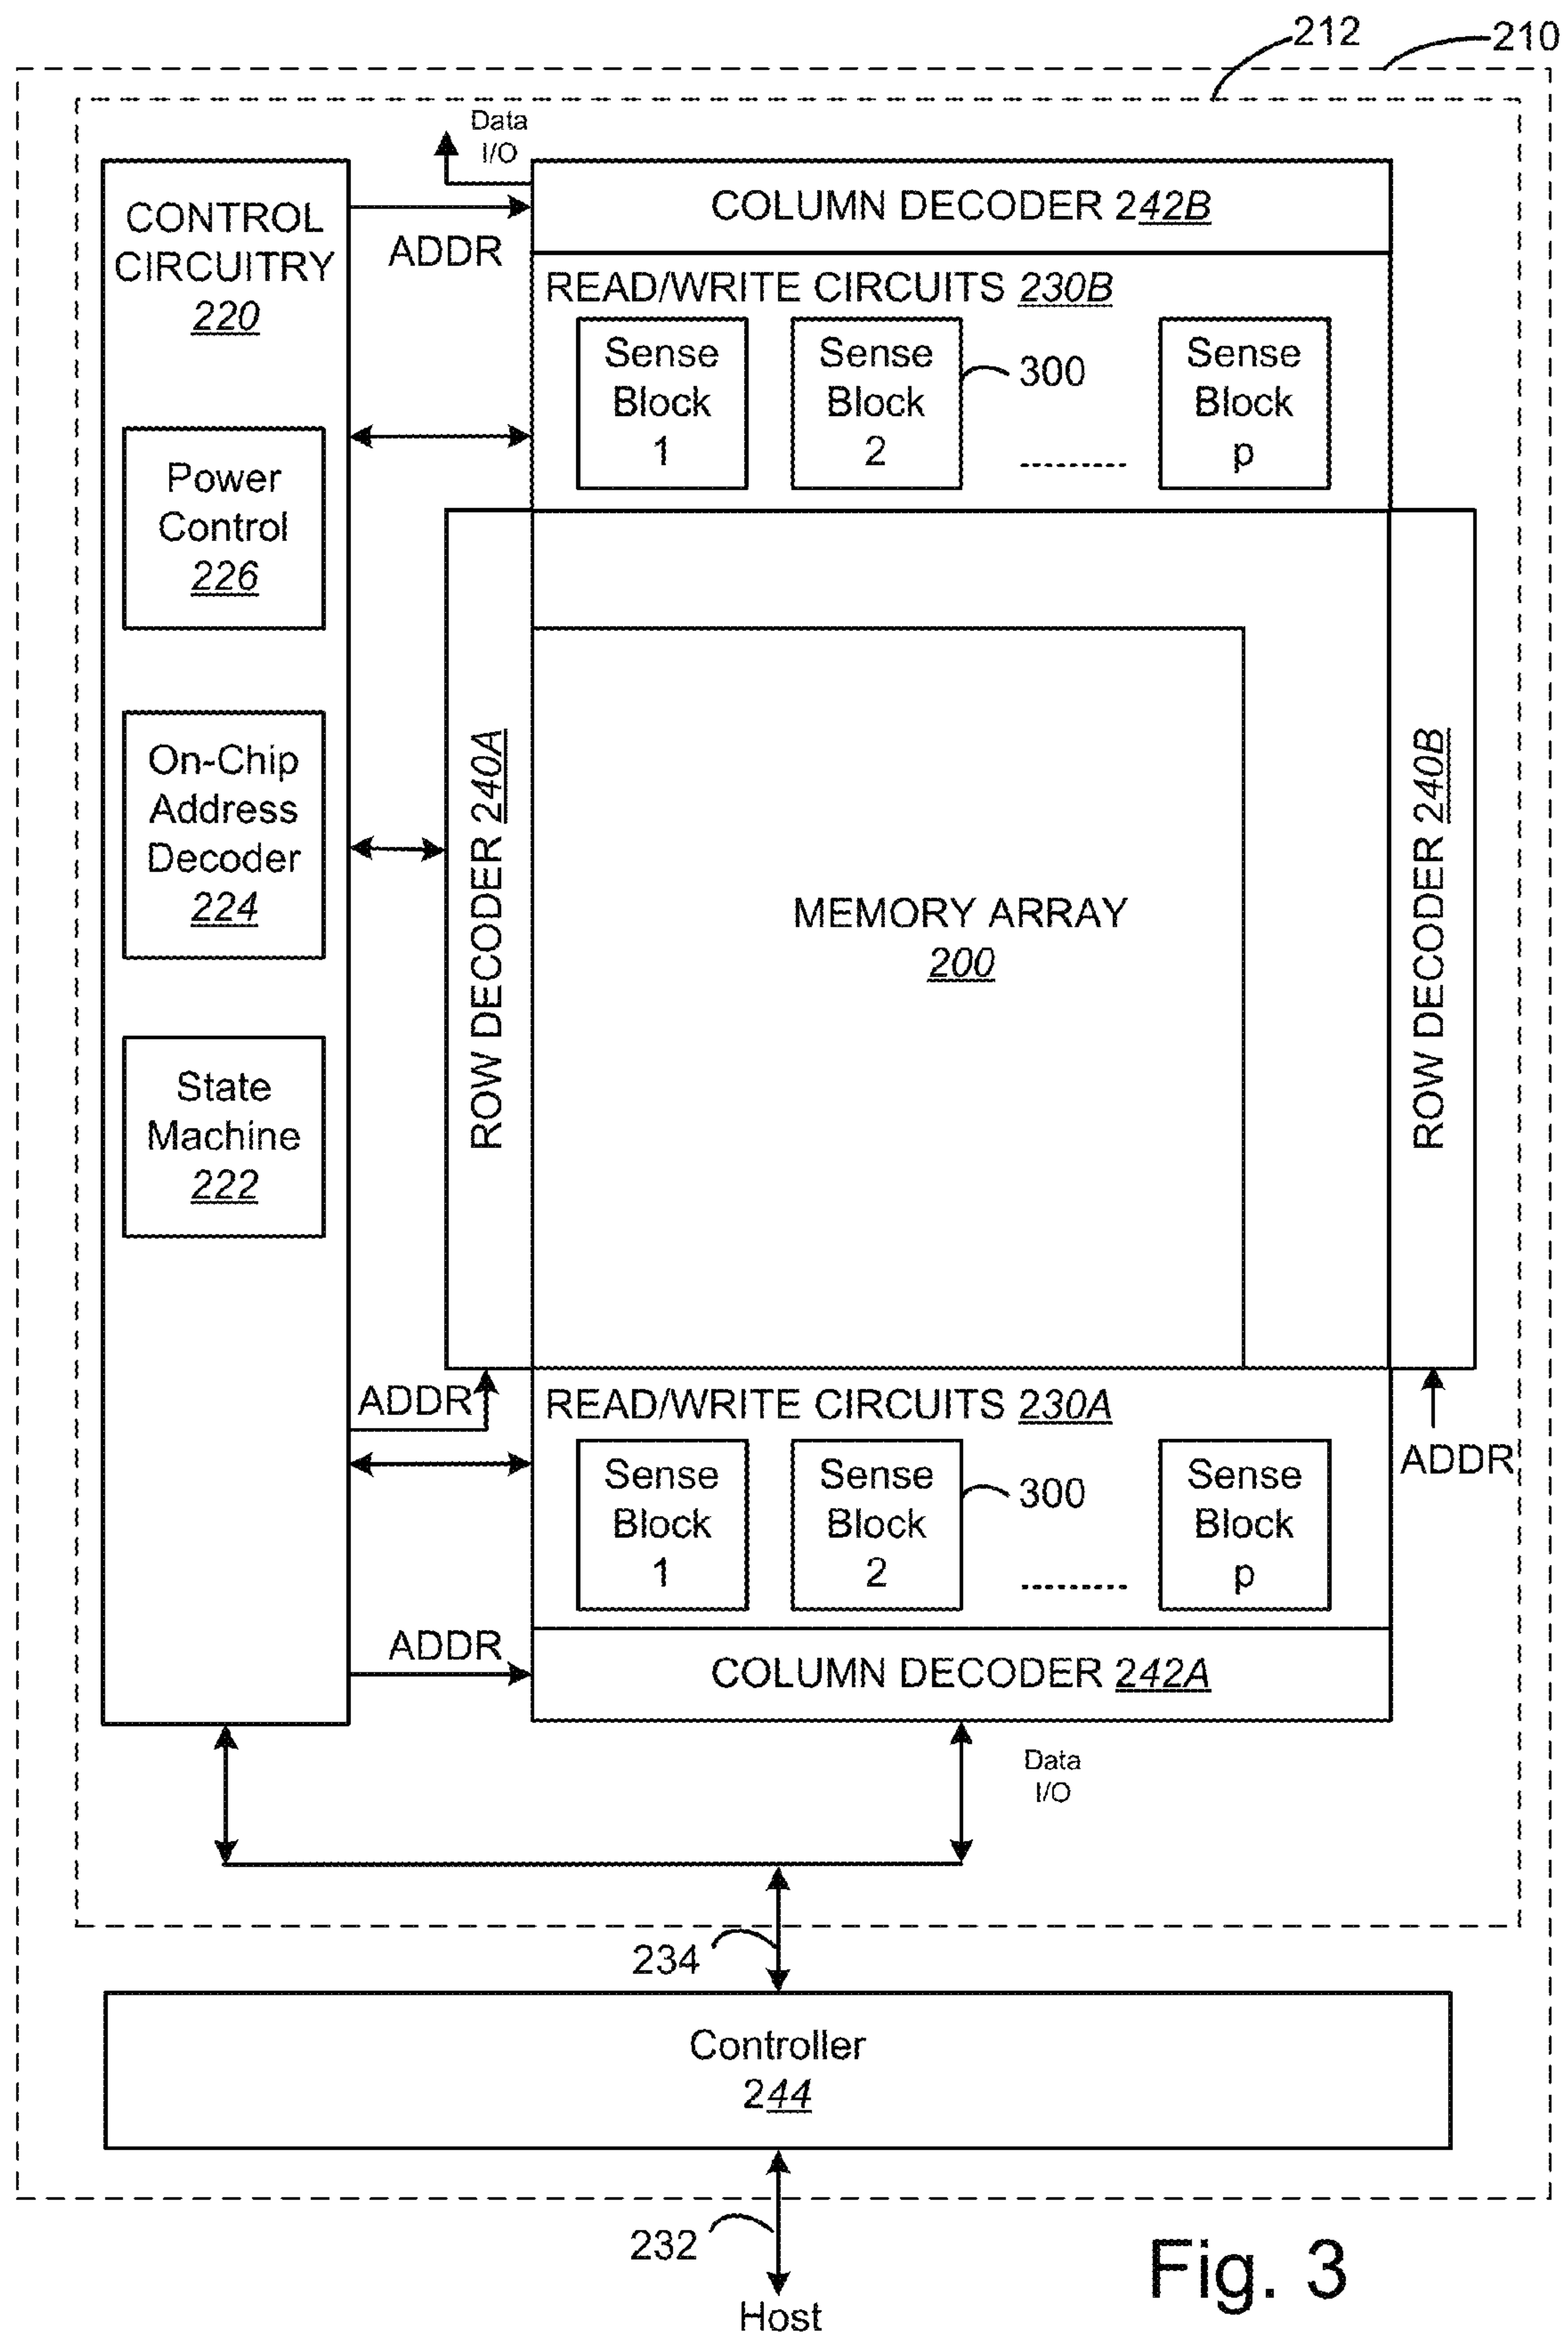 212
210
Data
I/O
CONTROL
CIRCUITRY
220
ADDR
COLUMN DECODER 242B
READ/WRITE CIRCUITS 230B
Sense
Block
1
Sense
Block
2
300
..........
Sense
Block
p
Power
Control
226
On-Chip
Address
Decoder
224
State
Machine
222
ROW DECODER 240A
MEMORY ARRAY
200
ROW DECODER 240B
ADDR
READ/WRITE CIRCUITS 230A
ADDR
Sense
Block
1
Sense
Block
2
300
..........
Sense
Block
p
ADDR
COLUMN DECODER 242A
Data
I/O
234
Controller
244
232
Host
Fig. 3